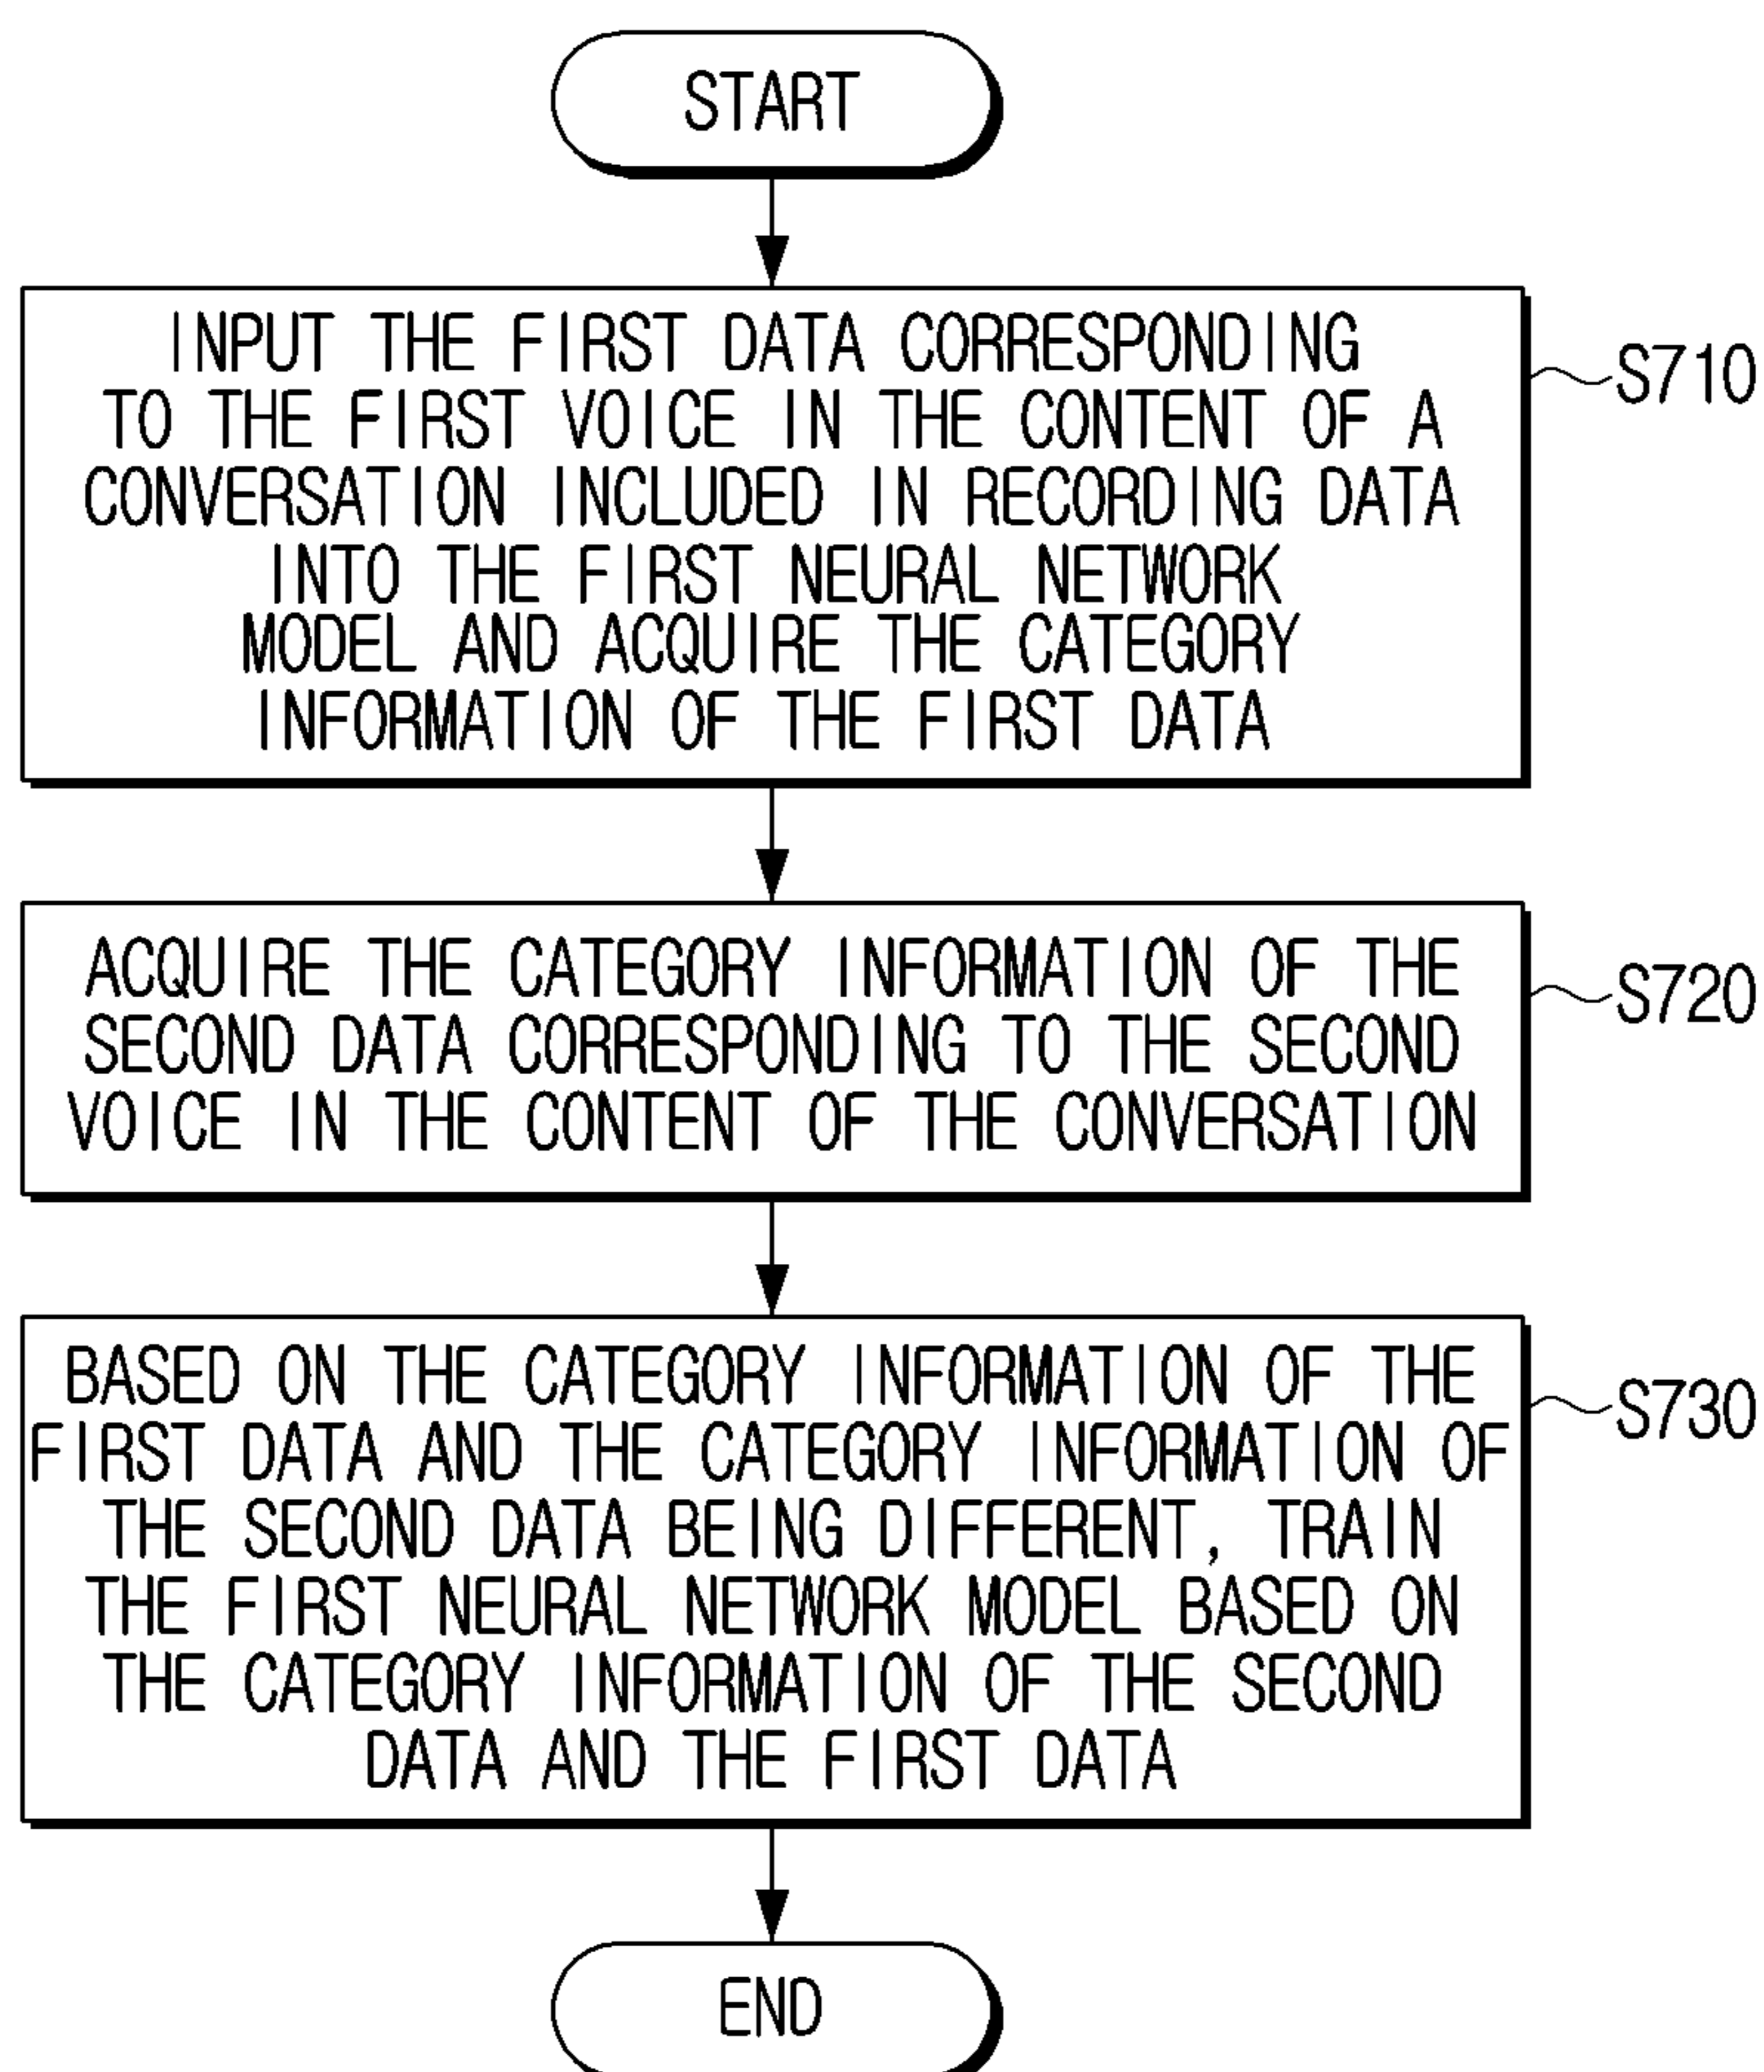 START
INPUT THE FIRST DATA CORRESPONDING
TO THE FIRST VOICE IN THE CONTENT OF A
CONVERSATION INCLUDED IN RECORDING DATA
INTO THE FIRST NEURAL NETWORK
MODEL AND ACQUIRE THE CATEGORY
INFORMATION OF THE FIRST DATA
S710
ACQUIRE THE CATEGORY INFORMATION OF THE
SECOND DATA CORRESPONDING TO THE SECOND
VOICE IN THE CONTENT OF THE CONVERSATION
S720
BASED ON THE CATEGORY INFORMATION OF THE
FIRST DATA AND THE CATEGORY INFORMATION OF
THE SECOND DATA BEING DIFFERENT, TRAIN
THE FIRST NEURAL NETWORK MODEL BASED ON
THE CATEGORY INFORMATION OF THE SECOND
DATA AND THE FIRST DATA
S730
END